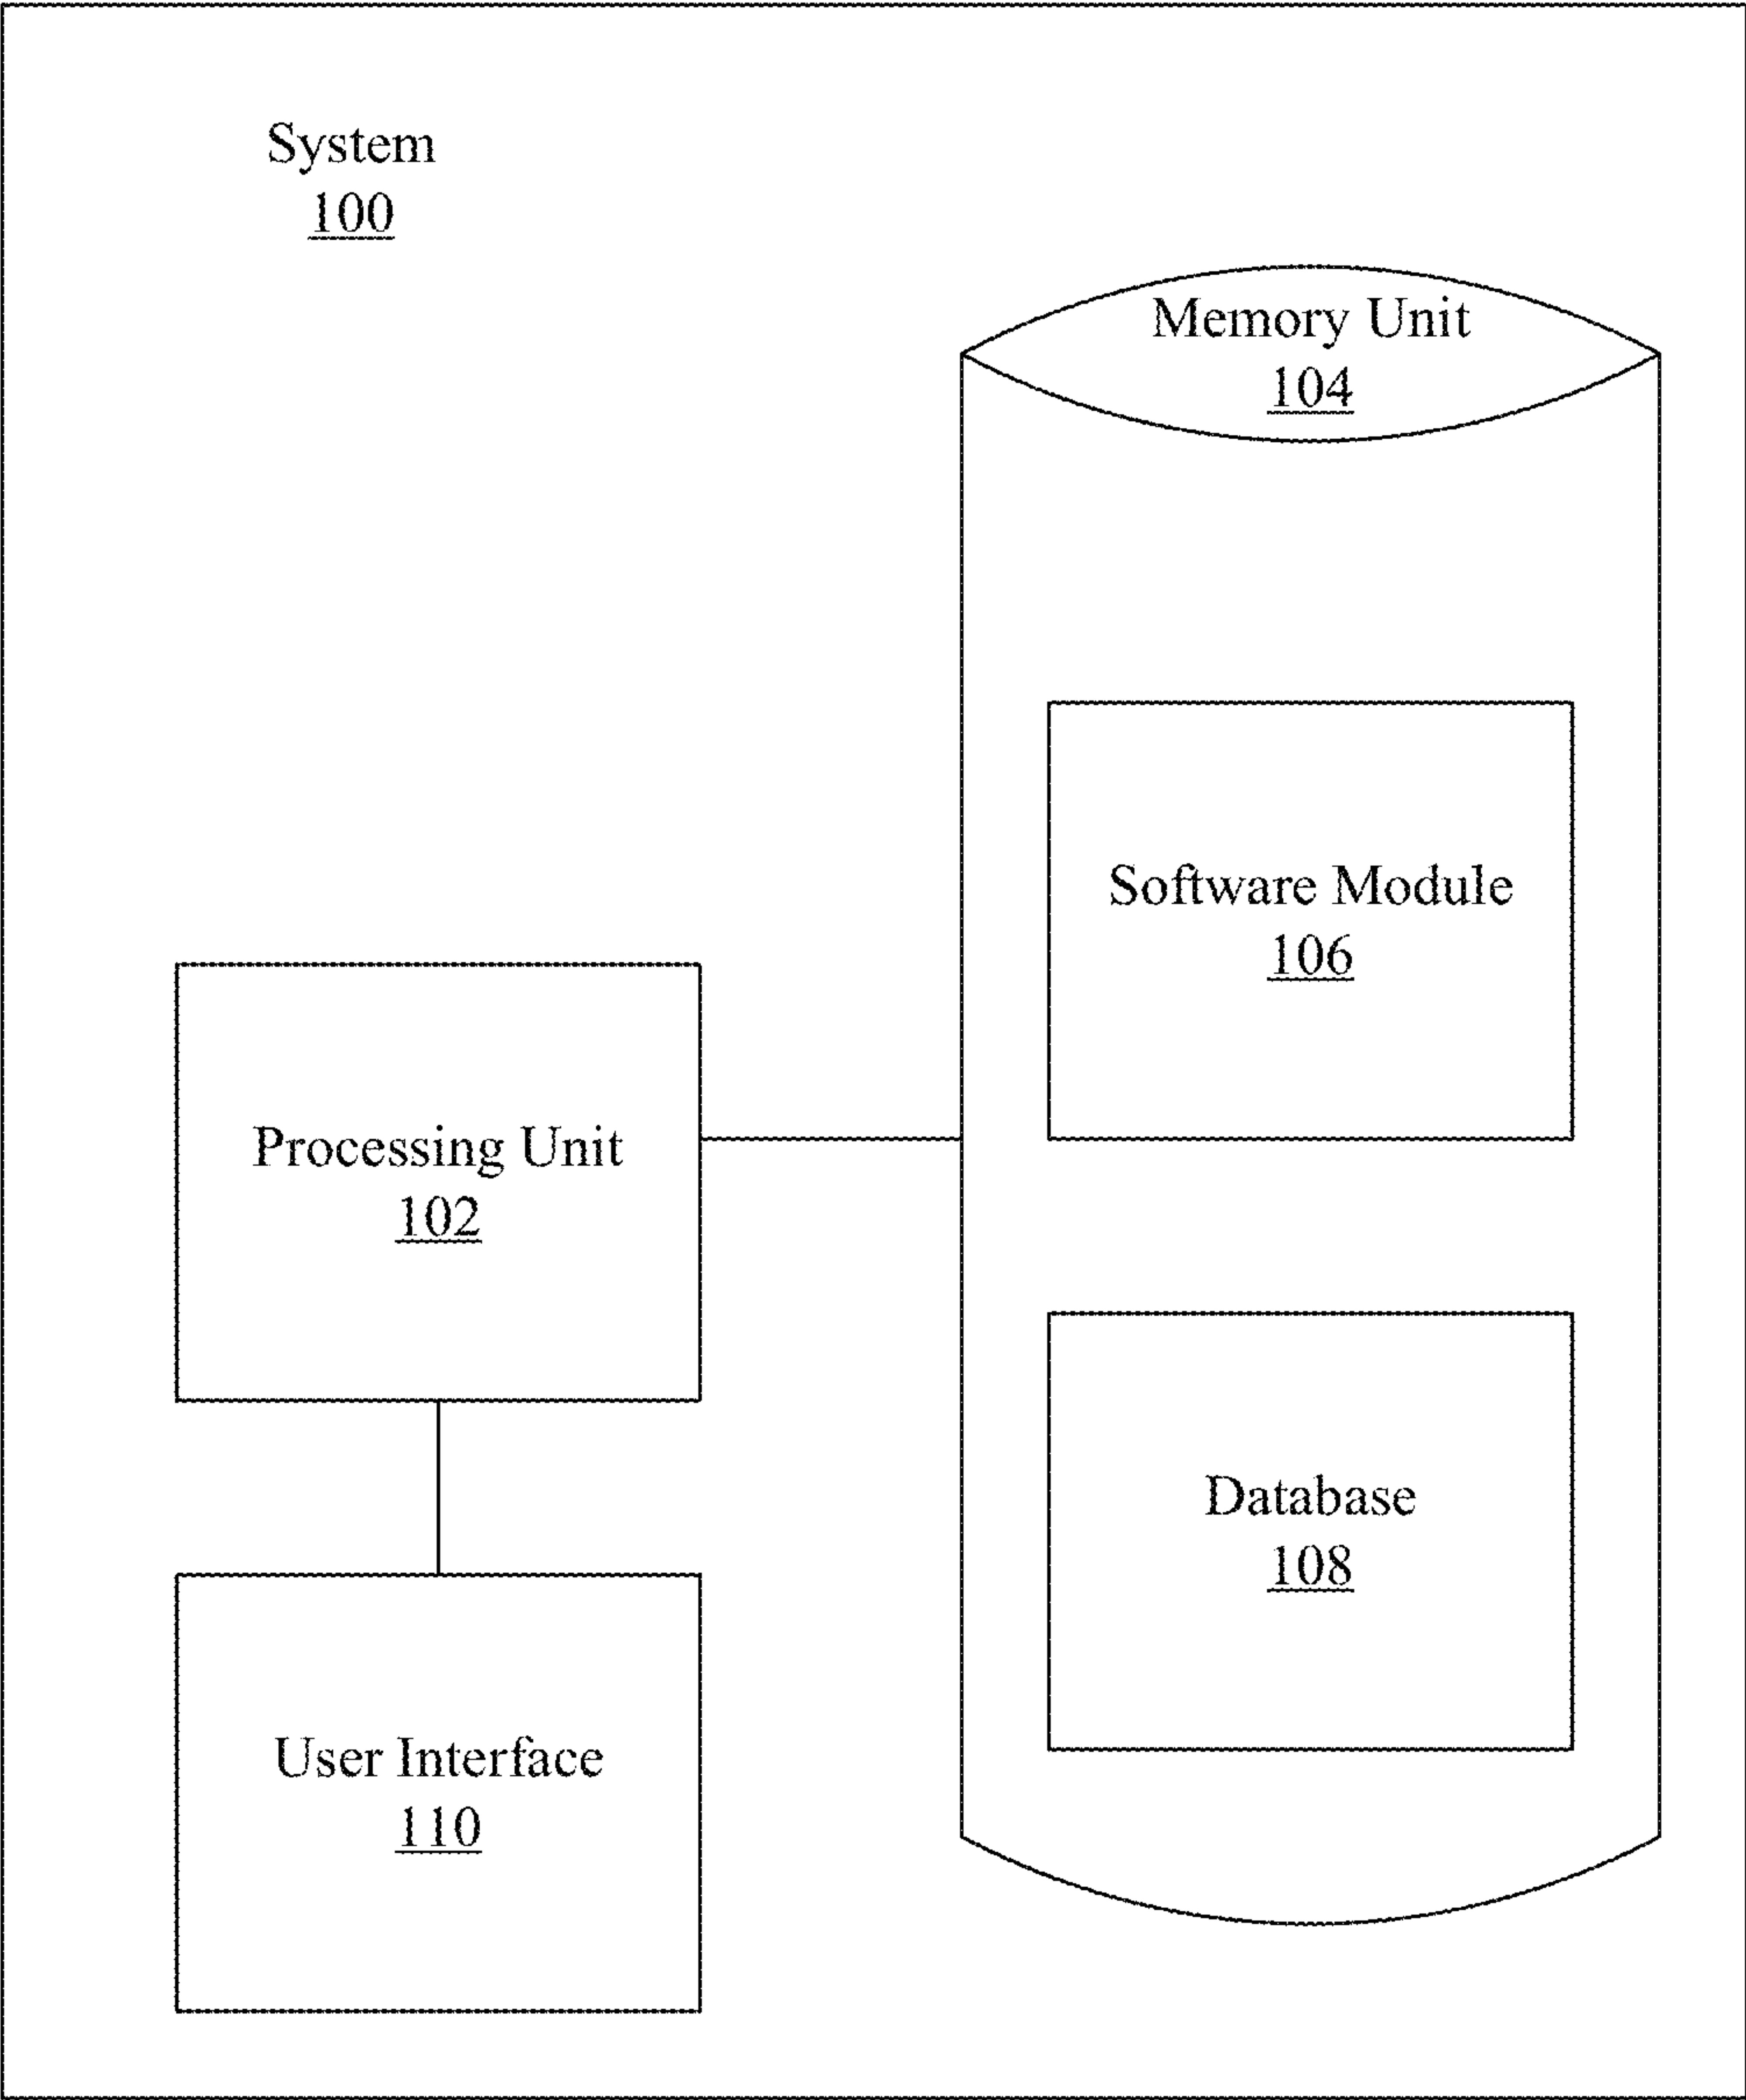 System
100
Memory Unit
104
Software Module
106
Processing Unit
102
Database
108
User Interface
110